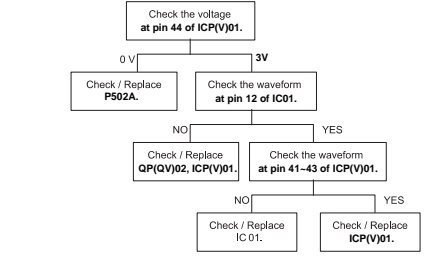 Check the voltage
at pin 44 of ICP(V)01.
0 V
3V
Check / Replace
P502A.
Check the waveform
at pin 12 of IC01.
NO
YES
Check / Replace
QP(QV)02, ICP(V)01.
Check the waveform
at pin 41~43 of ICP(V)01.
NO
YES
Check / Replace
IC 01.
Check / Replace
ICP(V)01.